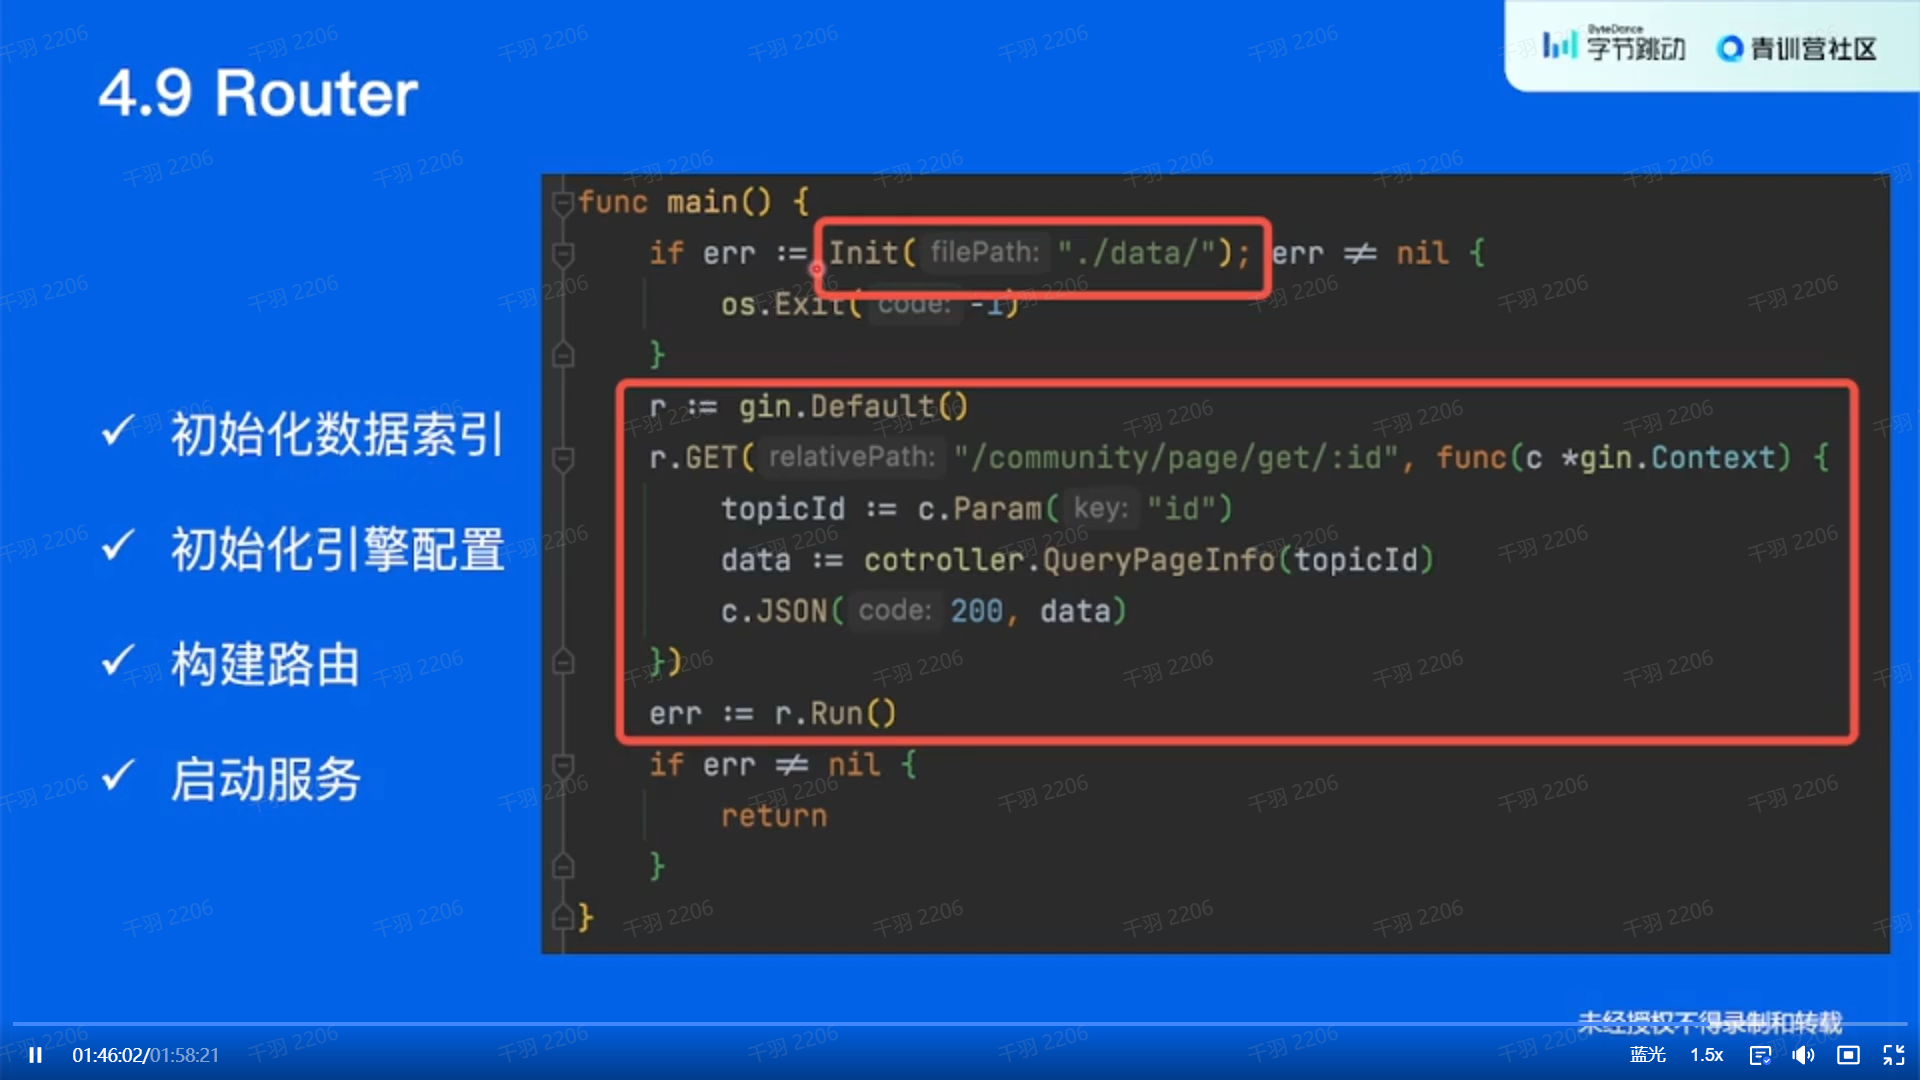 4.9 Router
ByteDance
字节跳动
青训营社区
初始化数据索引
初始化引擎配置
构建路由
启动服务
func main() {
if err := Init( filePath: "./data/"); err ≠ nil {
os.Exit( code: -1)
}
r := gin.Default()
r.GET( relativePath: "/community/page/get/:id", func(c *gin.Context) {
topicId := c.Param( key: "id")
data := cotroller.QueryPageInfo(topicId)
c.JSON( code: 200, data)
})
err := r.Run()
if err ≠ nil {
return
}
}
未经授权不得录制和转载
01:46:02/01:58:21
蓝光
1.5x
千羽 2206